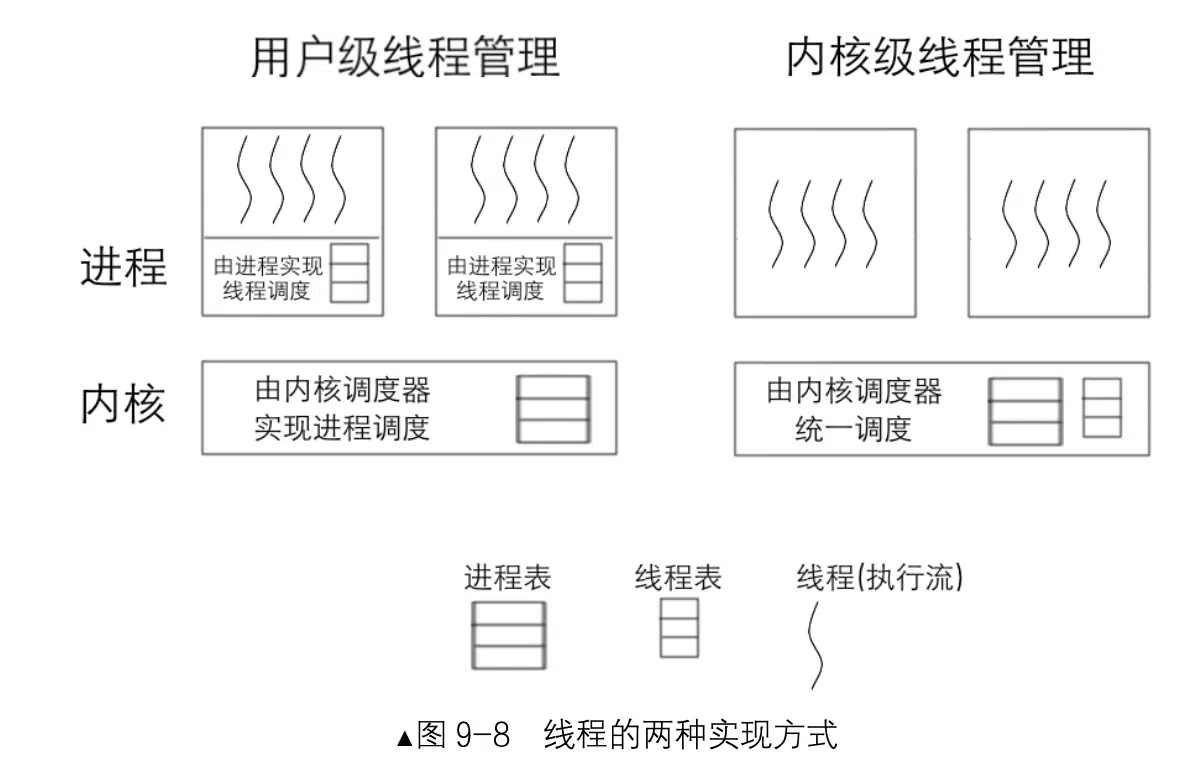 用户级线程管理
内核级线程管理
进程
由进程实现
线程调度
由进程实现
线程调度
内核
由内核调度器
实现进程调度
由内核调度器
统一调度
进程表
线程表
线程(执行流)
▲图 9-8 线程的两种实现方式